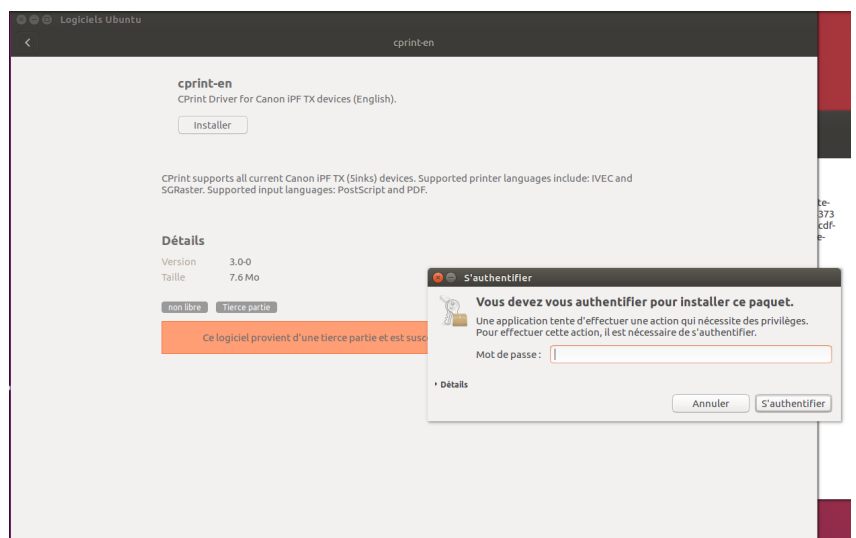 Logiciels Ubuntu
cprint-en
cprint-en
CPrint Driver for Canon iPF TX devices (English).
Installer
CPrint supports all current Canon iPF TX (5inks) devices. Supported printer languages include: IVEC and
SGRaster. Supported input languages: PostScript and PDF.
Détails
Version 3.0-0
Taille 7.6 Mo
non libre Tierce partie
Ce logiciel provient d'une tierce partie et est susc
te-
373
cdf-
e-
S'authentifier
Vous devez vous authentifier pour installer ce paquet.
Une application tente d'effectuer une action qui nécessite des privilèges.
Pour effectuer cette action, il est nécessaire de s'authentifier.
Mot de passe :
Détails
Annuler S'authentifier